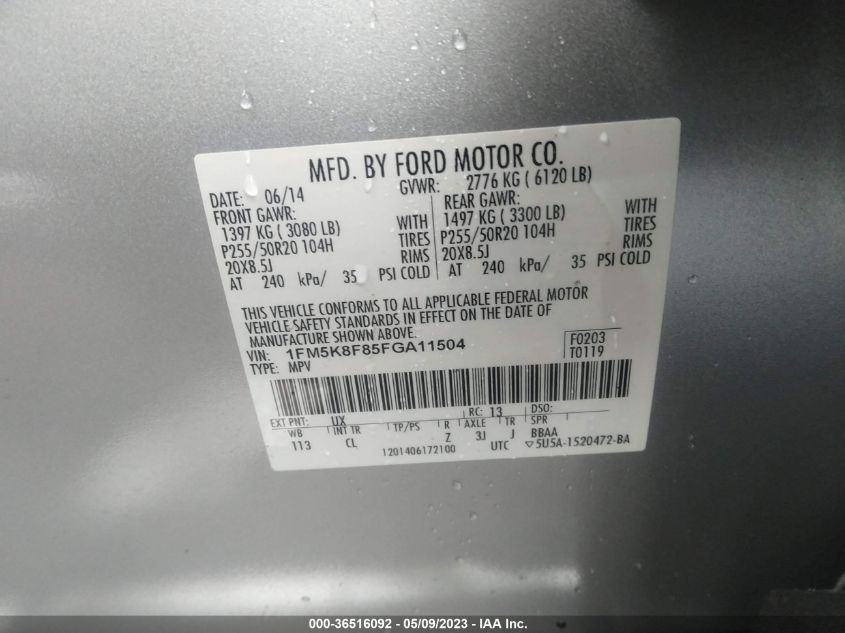 MFD. BY FORD MOTOR CO.
DATE: 06/14 GVWR: 2776 KG ( 6120 LB)
FRONT GAWR: REAR GAWR:
1397 KG ( 3080 LB) WITH 1497 KG ( 3300 LB) WITH
P255/50R20 104H TIRES P255/50R20 104H TIRES
20X8.5J RIMS 20X8.5J RIMS
AT 240 kPa/ 35 PSI COLD AT 240 kPa/ 35 PSI COLD
THIS VEHICLE CONFORMS TO ALL APPLICABLE FEDERAL MOTOR
VEHICLE SAFETY STANDARDS IN EFFECT ON THE DATE OF
MANUFACTURE SHOWN ABOVE.
VIN: 1FM5K8F85FGA11504 F0203
TYPE: MPV T0119
EXT PNT: UX RC: 13 DSO:
WB INT TR TP/PS R AXLE TR SPR
113 CL Z 3J J BBAA
1201406172100 UTC ▽5U5A-1520472-BA
000-36516092 - 05/09/2023 - IAA Inc.